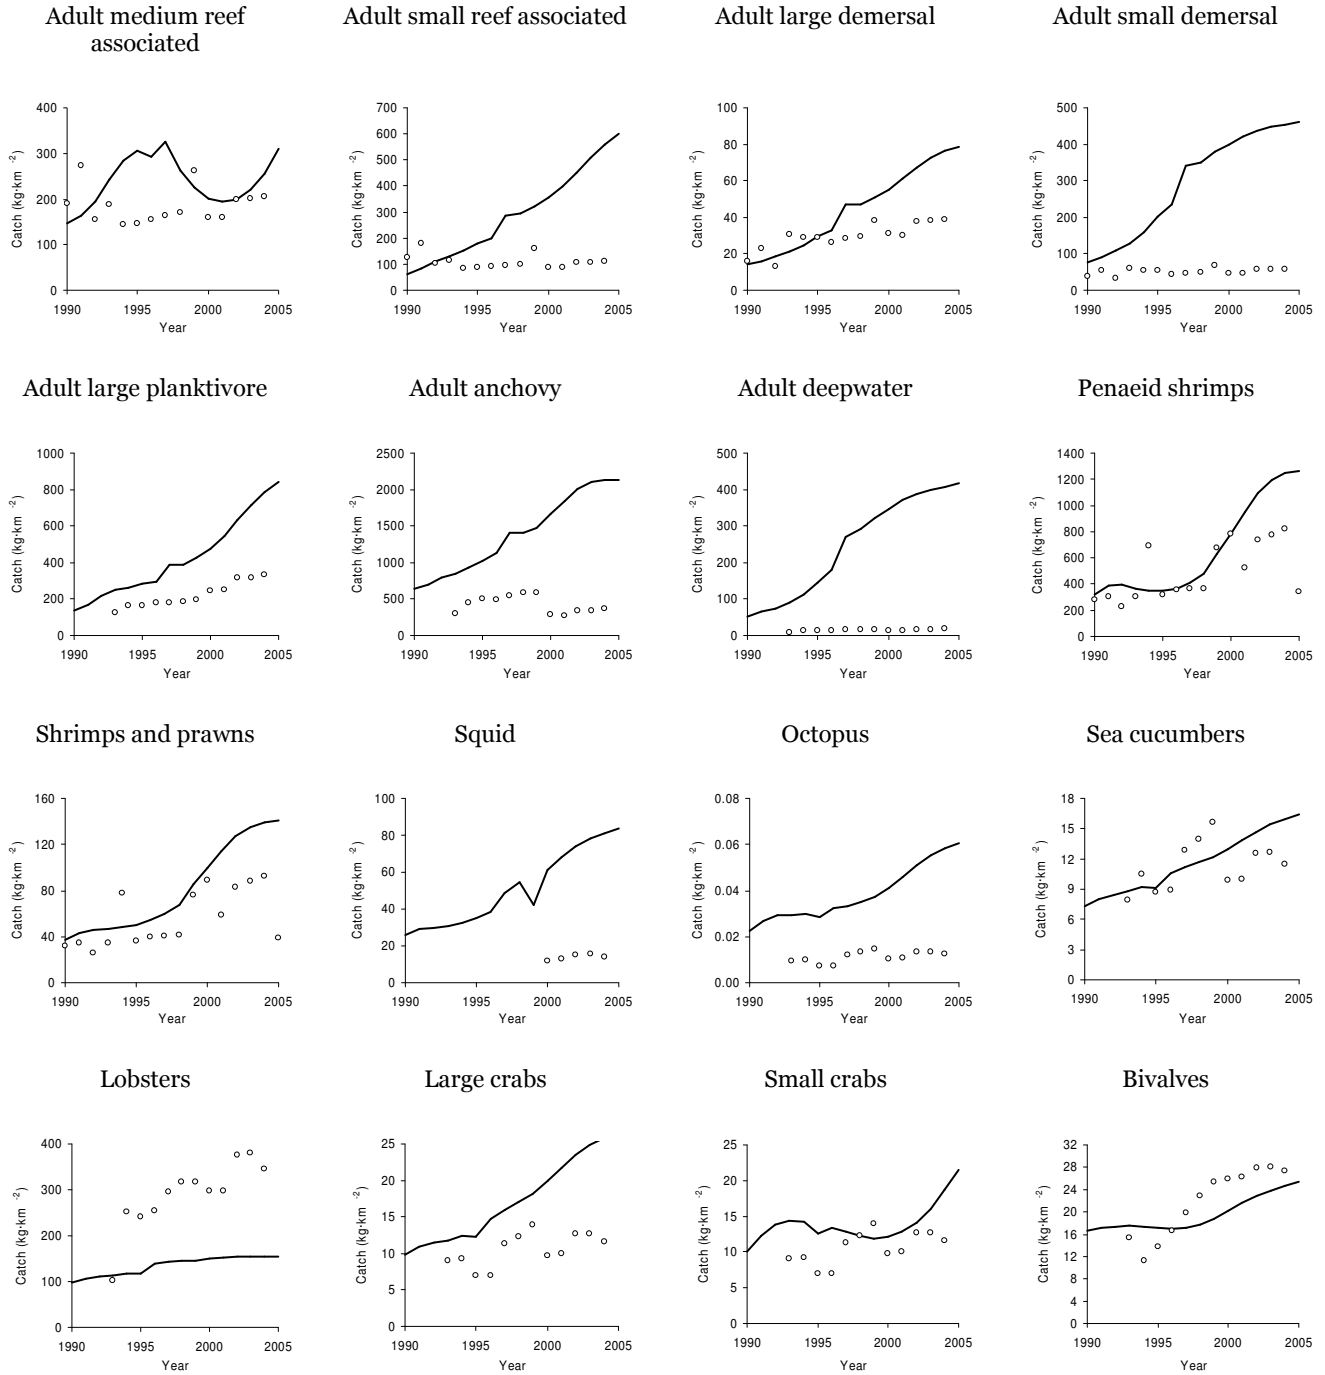 Adult medium reef
associated
Adult small reef associated
Adult large demersal
Adult small demersal
400
300
200
100
0
Catch (kg·km -2)
1990 1995 2000 2005
Year
700
600
500
400
300
200
100
0
Catch (kg·km -2)
1990 1995 2000 2005
Year
100
80
60
40
20
0
Catch (kg·km -2)
1990 1995 2000 2005
Year
500
400
300
200
100
0
Catch (kg·km -2)
1990 1995 2000 2005
Year
Adult large planktivore
Adult anchovy
Adult deepwater
Penaeid shrimps
1000
800
600
400
200
0
Catch (kg·km -2)
1990 1995 2000 2005
Year
2500
2000
1500
1000
500
0
Catch (kg·km -2)
1990 1995 2000 2005
Year
500
400
300
200
100
0
Catch (kg·km -2)
1990 1995 2000 2005
Year
1400
1200
1000
800
600
400
200
0
Catch (kg·km -2)
1990 1995 2000 2005
Year
Shrimps and prawns
Squid
Octopus
Sea cucumbers
160
120
80
40
0
Catch (kg·km -2)
1990 1995 2000 2005
Year
100
80
60
40
20
0
Catch (kg·km -2)
1990 1995 2000 2005
Year
0.08
0.06
0.04
0.02
0.00
Catch (kg·km -2)
1990 1995 2000 2005
Year
18
15
12
9
6
3
0
Catch (kg·km -2)
1990 1995 2000 2005
Year
Lobsters
Large crabs
Small crabs
Bivalves
400
300
200
100
0
Catch (kg·km -2)
1990 1995 2000 2005
Year
25
20
15
10
5
0
Catch (kg·km -2)
1990 1995 2000 2005
Year
25
20
15
10
5
0
Catch (kg·km -2)
1990 1995 2000 2005
Year
32
28
24
20
16
12
8
4
0
Catch (kg·km -2)
1990 1995 2000 2005
Year